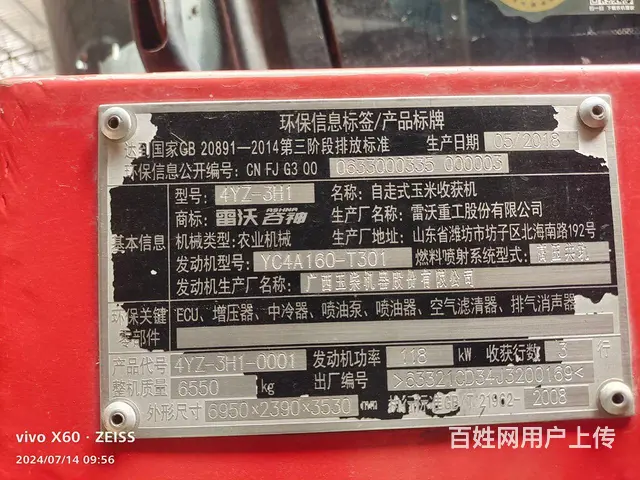 环保信息标签/产品标牌
达到国家GB 20891—2014第三阶段排放标准 生产日期 05/2018
环保信息公开编号: CN FJ G3 00 0633000335 000003
型号: 4YZ-3H1 名称: 自走式玉米收获机
商标: 雷沃谷神 生产厂名称: 雷沃重工股份有限公司
基本信息 机械类型: 农业机械 生产厂地址: 山东省潍坊市坊子区北海南路192号
发动机型号: YC4A160-T301 燃料喷射系统型式: 高压共轨
发动机生产厂名称: 广西玉柴机器股份有限公司
环保关键零部件 ECU、增压器、中冷器、喷油泵、喷油器、空气滤清器、排气消声器
产品代号 4YZ-3H1-0001 发动机功率 118 kW 收获行数 3 行
整机质量 6550 kg 出厂编号 >63321CD34J3200169<
外形尺寸 6950×2390×3530 mm 执行标准GB/T 21962-2008
vivo X60 · ZEISS
2024/07/14 09:56
百姓网用户上传